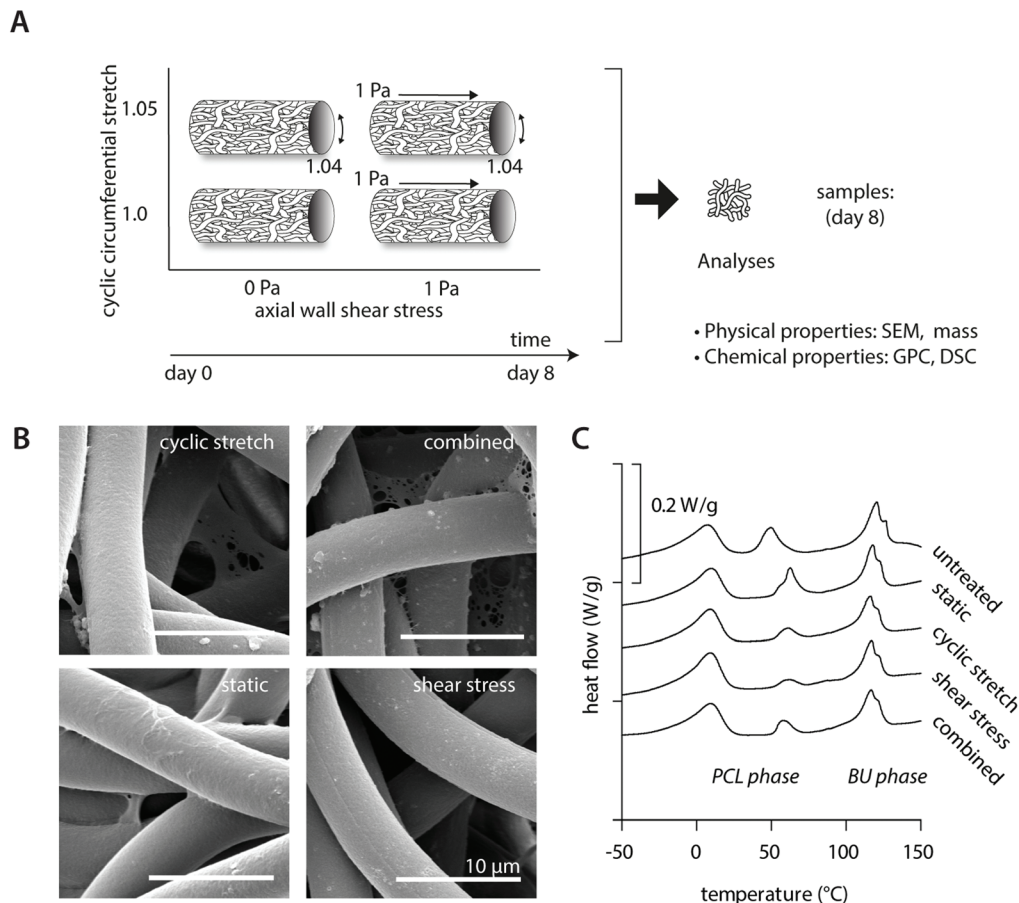 A
cyclic circumferential stretch
1.05
1.0
1 Pa
1.04
1.04
1 Pa
0 Pa
1 Pa
axial wall shear stress
time
day 0
day 8
samples:
(day 8)
Analyses
• Physical properties: SEM, mass
• Chemical properties: GPC, DSC
B
cyclic stretch
combined
static
shear stress
10 µm
C
heat flow (W/g)
0.2 W/g
untreated
static
cyclic stretch
shear stress
combined
PCL phase
BU phase
-50
0
50
100
150
temperature (°C)